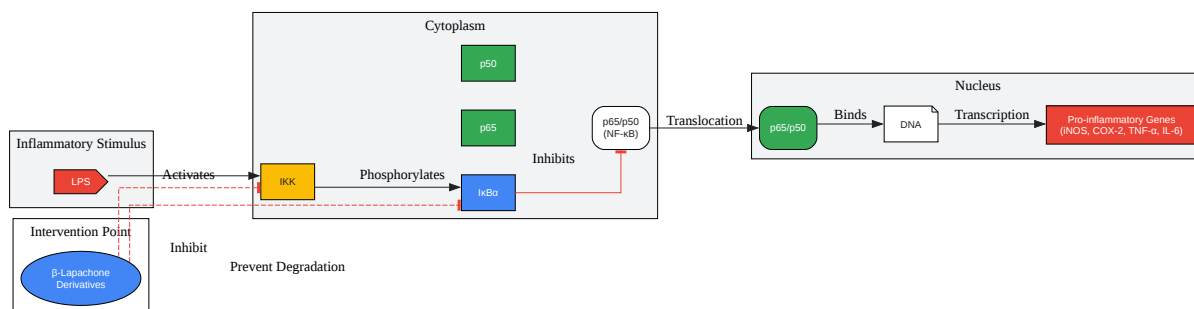 Cytoplasm
p50
Nucleus
p65/p50
(NF-κB)
Translocation
p65/p50
Binds
DNA
Transcription
Pro-inflammatory Genes
(iNOS, COX-2, TNF-α, IL-6)
p65
Inflammatory Stimulus
LPS
Activates
IKK
Phosphorylates
IκBα
Inhibits
Intervention Point
β-Lapachone
Derivatives
Inhibit
Prevent Degradation